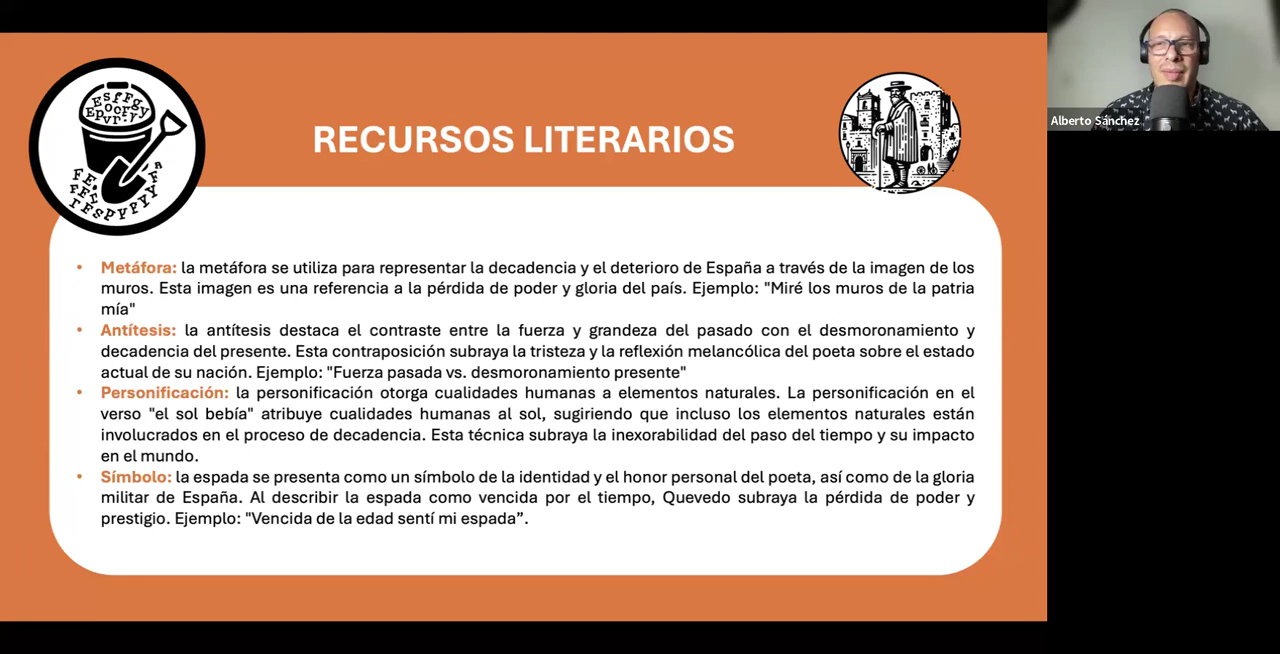 RECURSOS LITERARIOS
Alberto Sánchez
• Metáfora: la metáfora se utiliza para representar la decadencia y el deterioro de España a través de la imagen de los
muros. Esta imagen es una referencia a la pérdida de poder y gloria del país. Ejemplo: "Miré los muros de la patria
mía"
• Antítesis: la antítesis destaca el contraste entre la fuerza y grandeza del pasado con el desmoronamiento y
decadencia del presente. Esta contraposición subraya la tristeza y la reflexión melancólica del poeta sobre el estado
actual de su nación. Ejemplo: "Fuerza pasada vs. desmoronamiento presente"
• Personificación: la personificación otorga cualidades humanas a elementos naturales. La personificación en el
verso "el sol bebía" atribuye cualidades humanas al sol, sugiriendo que incluso los elementos naturales están
involucrados en el proceso de decadencia. Esta técnica subraya la inexorabilidad del paso del tiempo y su impacto
en el mundo.
• Símbolo: la espada se presenta como un símbolo de la identidad y el honor personal del poeta, así como de la gloria
militar de España. Al describir la espada como vencida por el tiempo, Quevedo subraya la pérdida de poder y
prestigio. Ejemplo: "Vencida de la edad sentí mi espada”.